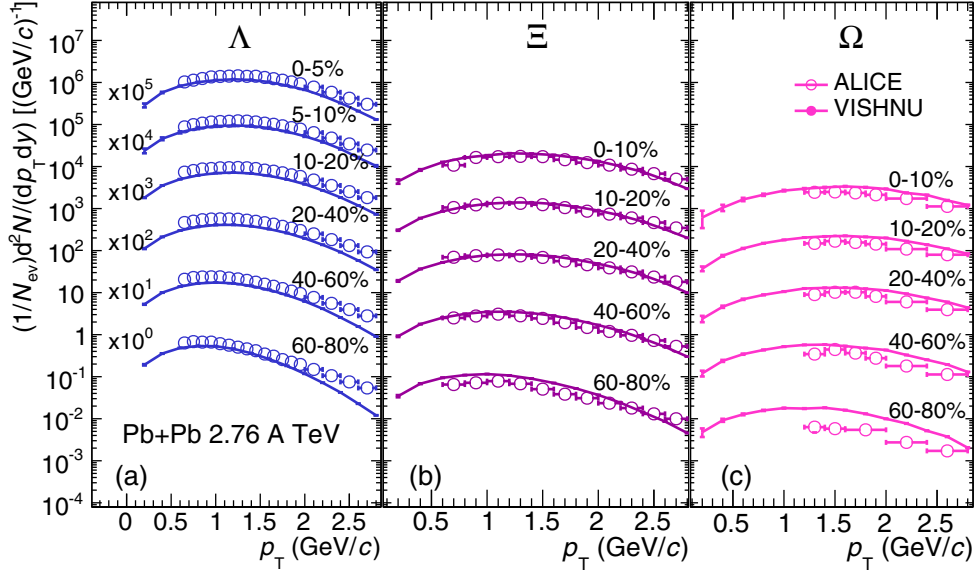 (1/N_ev)d²N/(dp_T dy) [(GeV/c)⁻¹]
10⁷
10⁶
10⁵
10⁴
10³
10²
10
1
10⁻¹
10⁻²
10⁻³
10⁻⁴
Λ
x10⁵
0-5%
x10⁴
5-10%
x10³
10-20%
x10²
20-40%
x10¹
40-60%
x10⁰
60-80%
Pb+Pb 2.76 A TeV
(a)
0 0.5 1 1.5 2 2.5
p_T (GeV/c)
Ξ
0-10%
10-20%
20-40%
40-60%
60-80%
(b)
0.5 1 1.5 2 2.5
p_T (GeV/c)
Ω
ALICE
VISHNU
0-10%
10-20%
20-40%
40-60%
60-80%
(c)
0.5 1 1.5 2 2.5
p_T (GeV/c)